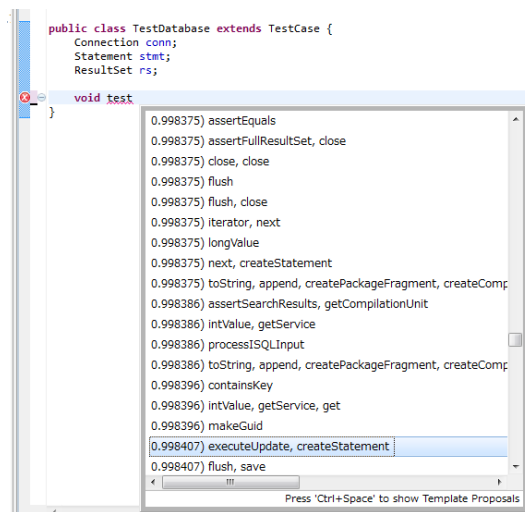 public class TestDatabase extends TestCase {
Connection conn;
Statement stmt;
ResultSet rs;
void test
}
0.998375) assertEquals
0.998375) assertFullResultSet, close
0.998375) close, close
0.998375) flush
0.998375) flush, close
0.998375) iterator, next
0.998375) longValue
0.998375) next, createStatement
0.998375) toString, append, createPackageFragment, createComp
0.998386) assertSearchResults, getCompilationUnit
0.998386) intValue, getService
0.998386) processISQLInput
0.998386) toString, append, createPackageFragment, createComp
0.998396) containsKey
0.998396) intValue, getService, get
0.998396) makeGuid
0.998407) executeUpdate, createStatement
0.998407) flush, save
Press 'Ctrl+Space' to show Template Proposals